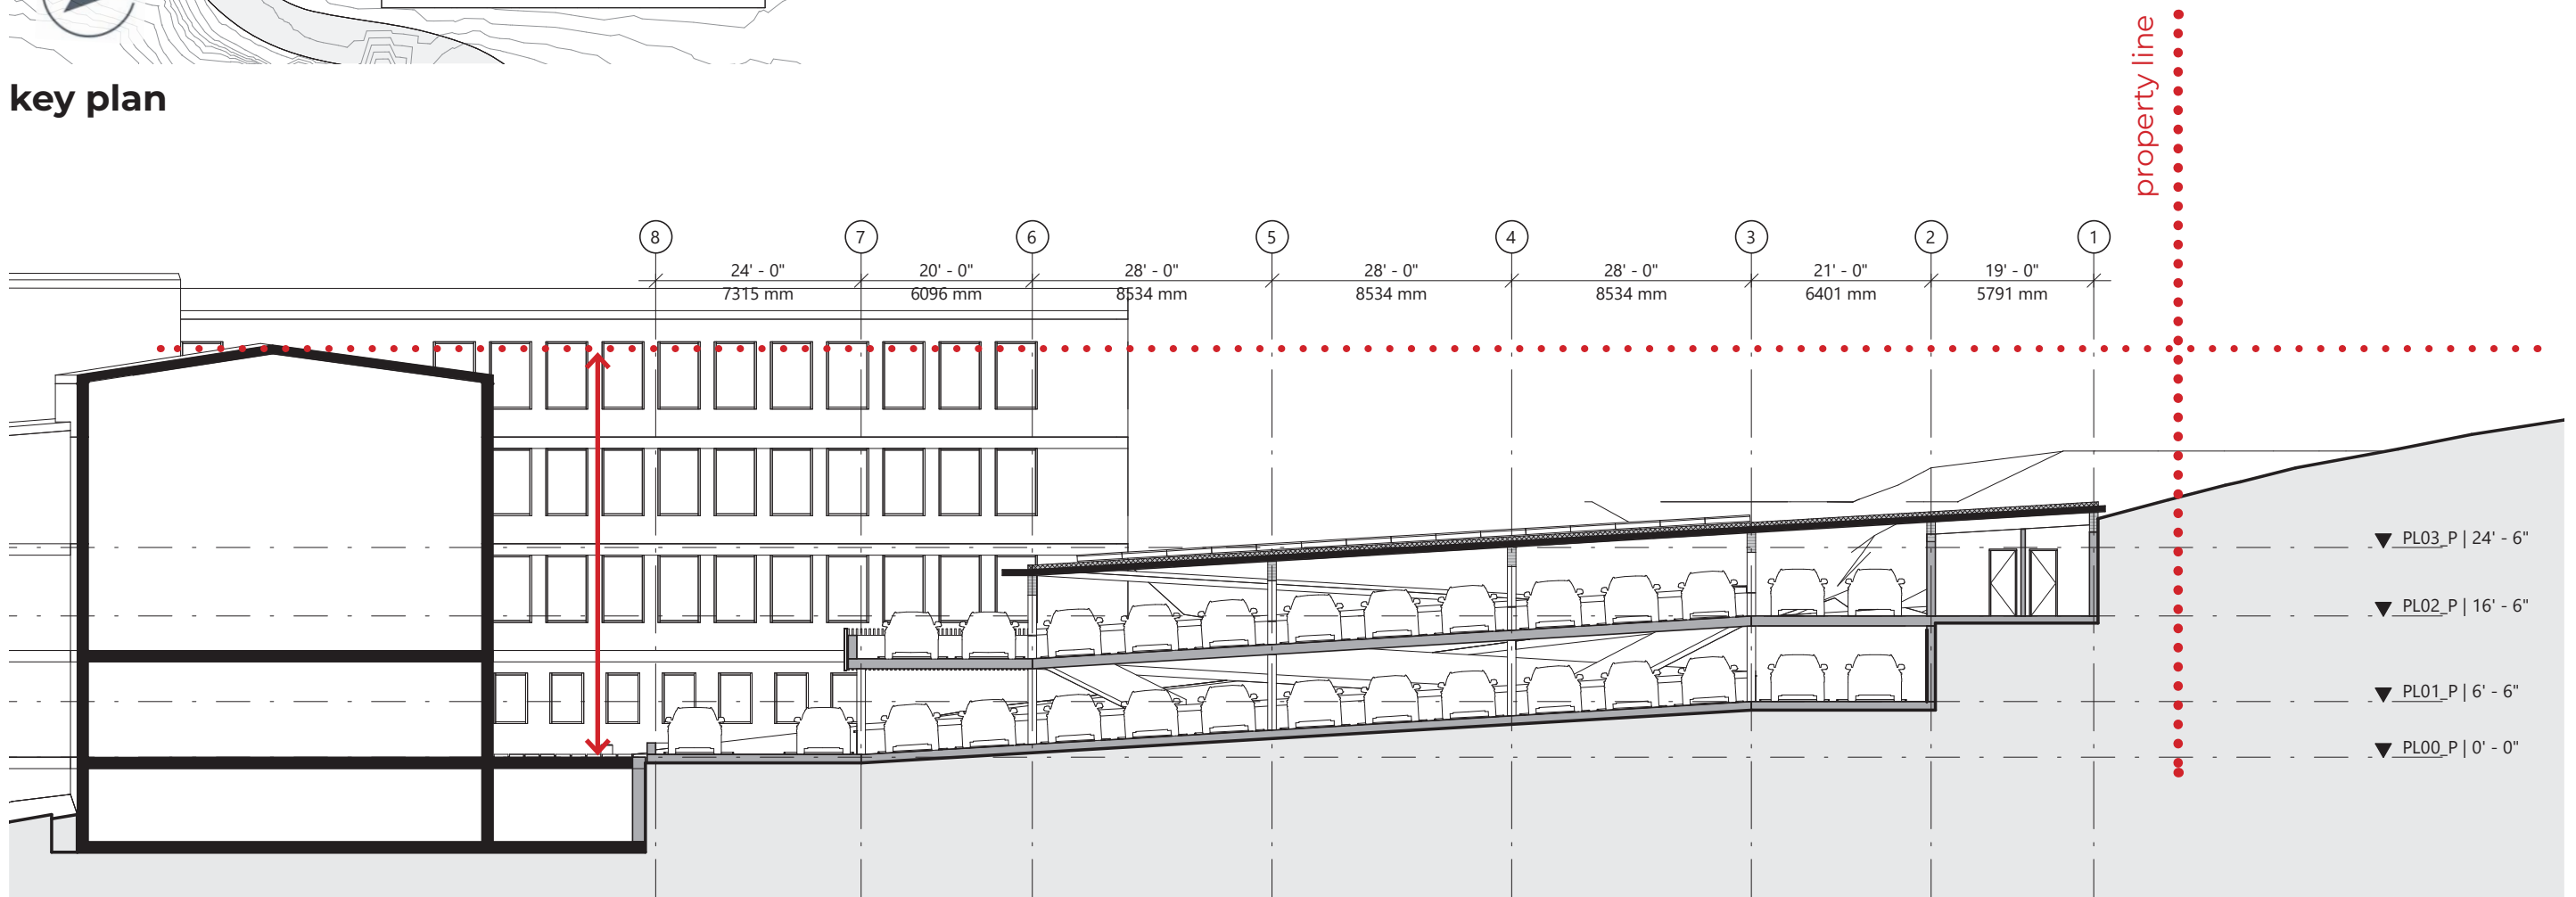 key plan
property line
8 7 6 5 4 3 2 1
24' - 0" 20' - 0" 28' - 0" 28' - 0" 28' - 0" 21' - 0" 19' - 0"
7315 mm 6096 mm 8534 mm 8534 mm 8534 mm 6401 mm 5791 mm
PL03_P | 24' - 6"
PL02_P | 16' - 6"
PL01_P | 6' - 6"
PL00_P | 0' - 0"